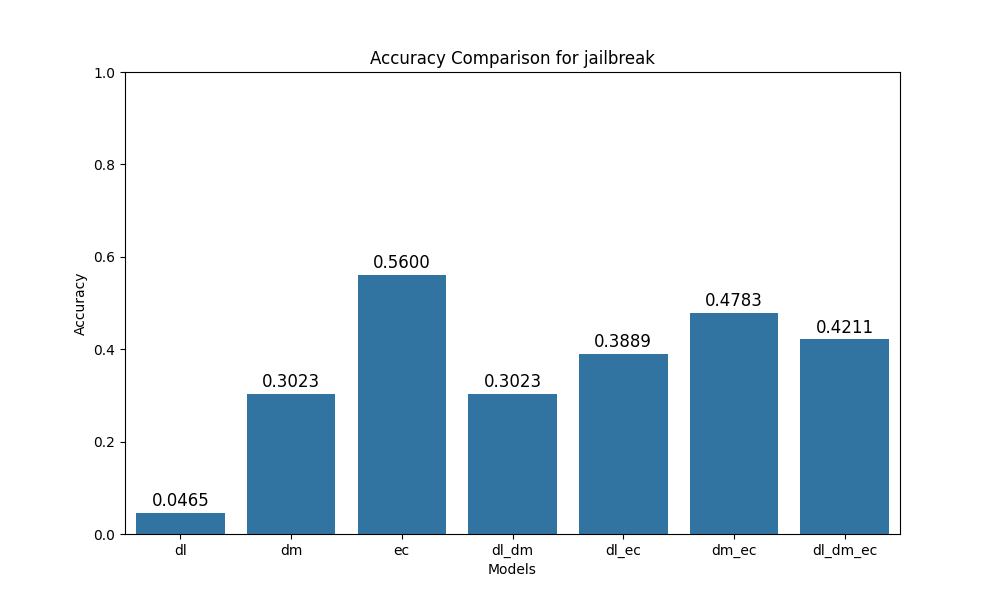 Accuracy Comparison for jailbreak
1.0
0.8
0.6
0.4
0.2
0.0
Accuracy
0.0465
0.3023
0.5600
0.3023
0.3889
0.4783
0.4211
dl
dm
ec
dl_dm
dl_ec
dm_ec
dl_dm_ec
Models